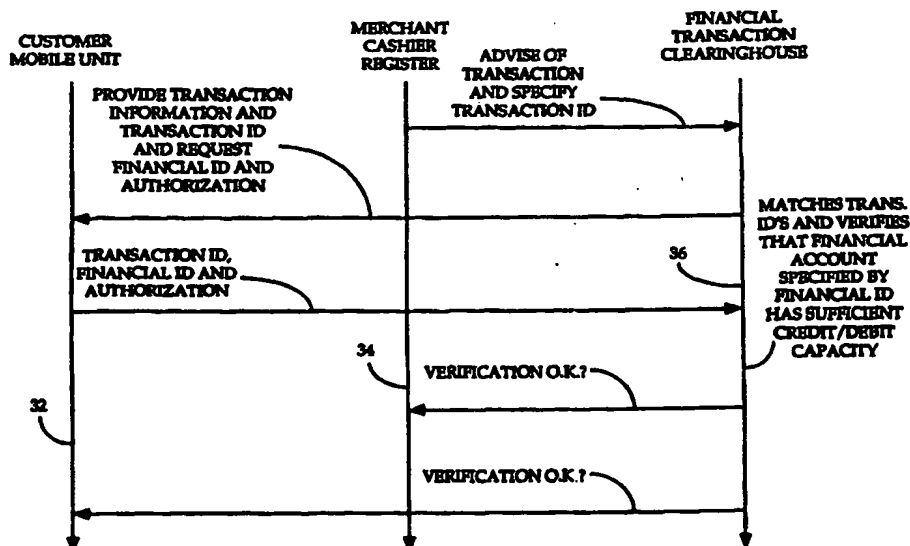 CUSTOMER
MOBILE UNIT
MERCHANT
CASHIER
REGISTER
FINANCIAL
TRANSACTION
CLEARINGHOUSE
ADVISE OF
TRANSACTION
AND SPECIFY
TRANSACTION ID
PROVIDE TRANSACTION
INFORMATION AND
TRANSACTION ID
AND REQUEST
FINANCIAL ID AND
AUTHORIZATION
TRANSACTION ID,
FINANCIAL ID AND
AUTHORIZATION
36
MATCHES TRANS.
ID'S AND VERIFIES
THAT FINANCIAL
ACCOUNT
SPECIFIED BY
FINANCIAL ID
HAS SUFFICIENT
CREDIT/DEBIT
CAPACITY
34
VERIFICATION O.K.?
32
VERIFICATION O.K.?